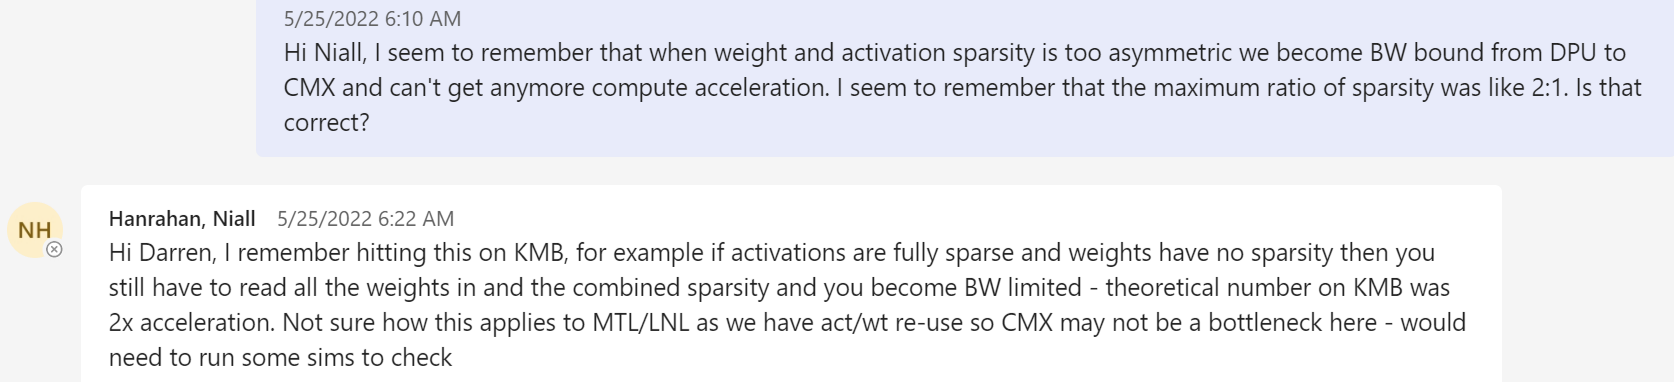 5/25/2022 6:10 AM
Hi Niall, I seem to remember that when weight and activation sparsity is too asymmetric we become BW bound from DPU to
CMX and can't get anymore compute acceleration. I seem to remember that the maximum ratio of sparsity was like 2:1. Is that
correct?
NH
Hanrahan, Niall 5/25/2022 6:22 AM
Hi Darren, I remember hitting this on KMB, for example if activations are fully sparse and weights have no sparsity then you
still have to read all the weights in and the combined sparsity and you become BW limited - theoretical number on KMB was
2x acceleration. Not sure how this applies to MTL/LNL as we have act/wt re-use so CMX may not be a bottleneck here - would
need to run some sims to check